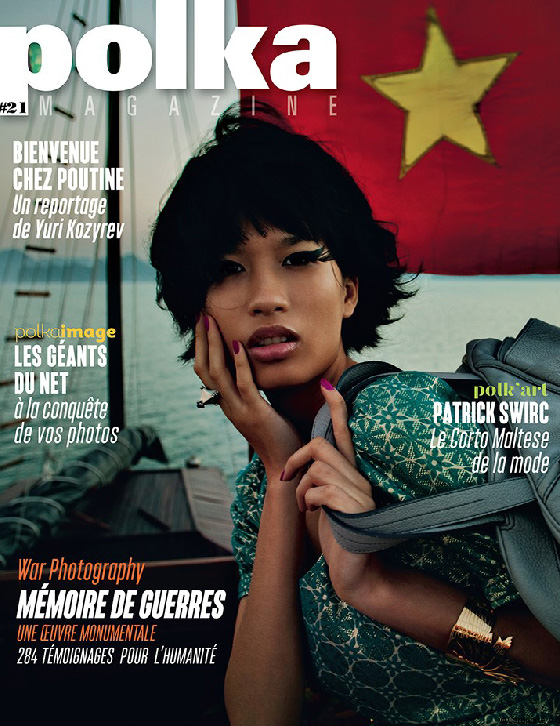 polka
#21 MAGAZINE
BIENVENUE
CHEZ POUTINE
Un reportage
de Yuri Kozyrev
polkaimage
LES GÉANTS
DU NET
à la conquête
de vos photos
polk'art
PATRICK SWIRC
Le Corto Maltese
de la mode
War Photography
MÉMOIRE DE GUERRES
UNE ŒUVRE MONUMENTALE
284 TÉMOIGNAGES POUR L'HUMANITÉ